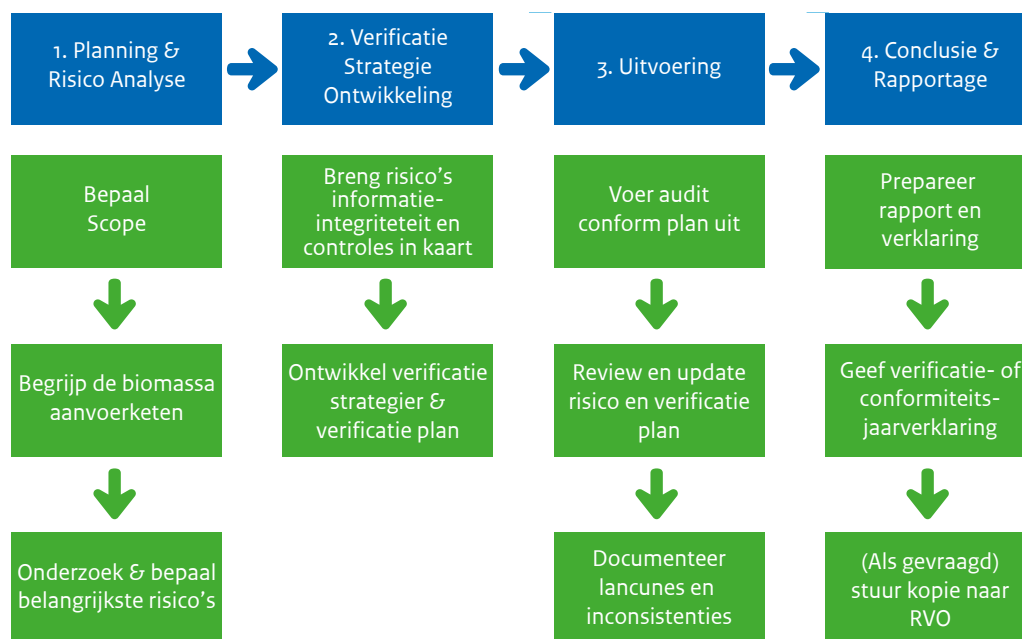 1. Planning &
Risico Analyse
2. Verificatie
Strategie
Ontwikkeling
3. Uitvoering
4. Conclusie &
Rapportage
Bepaal
Scope
Begrijp de biomassa
aanvoerketen
Onderzoek & bepaal
belangrijkste risico's
Breng risico's
informatie-
integriteit en
controles in kaart
Ontwikkel verificatie
strategier &
verificatie plan
Voer audit
conform plan uit
Review en update
risico en verificatie
plan
Documenteer
lancunes en
inconsistenties
Prepareer
rapport en
verklaring
Geef verificatie- of
conformiteits-
jaarverklaring
(Als gevraagd)
stuur kopie naar
RVO